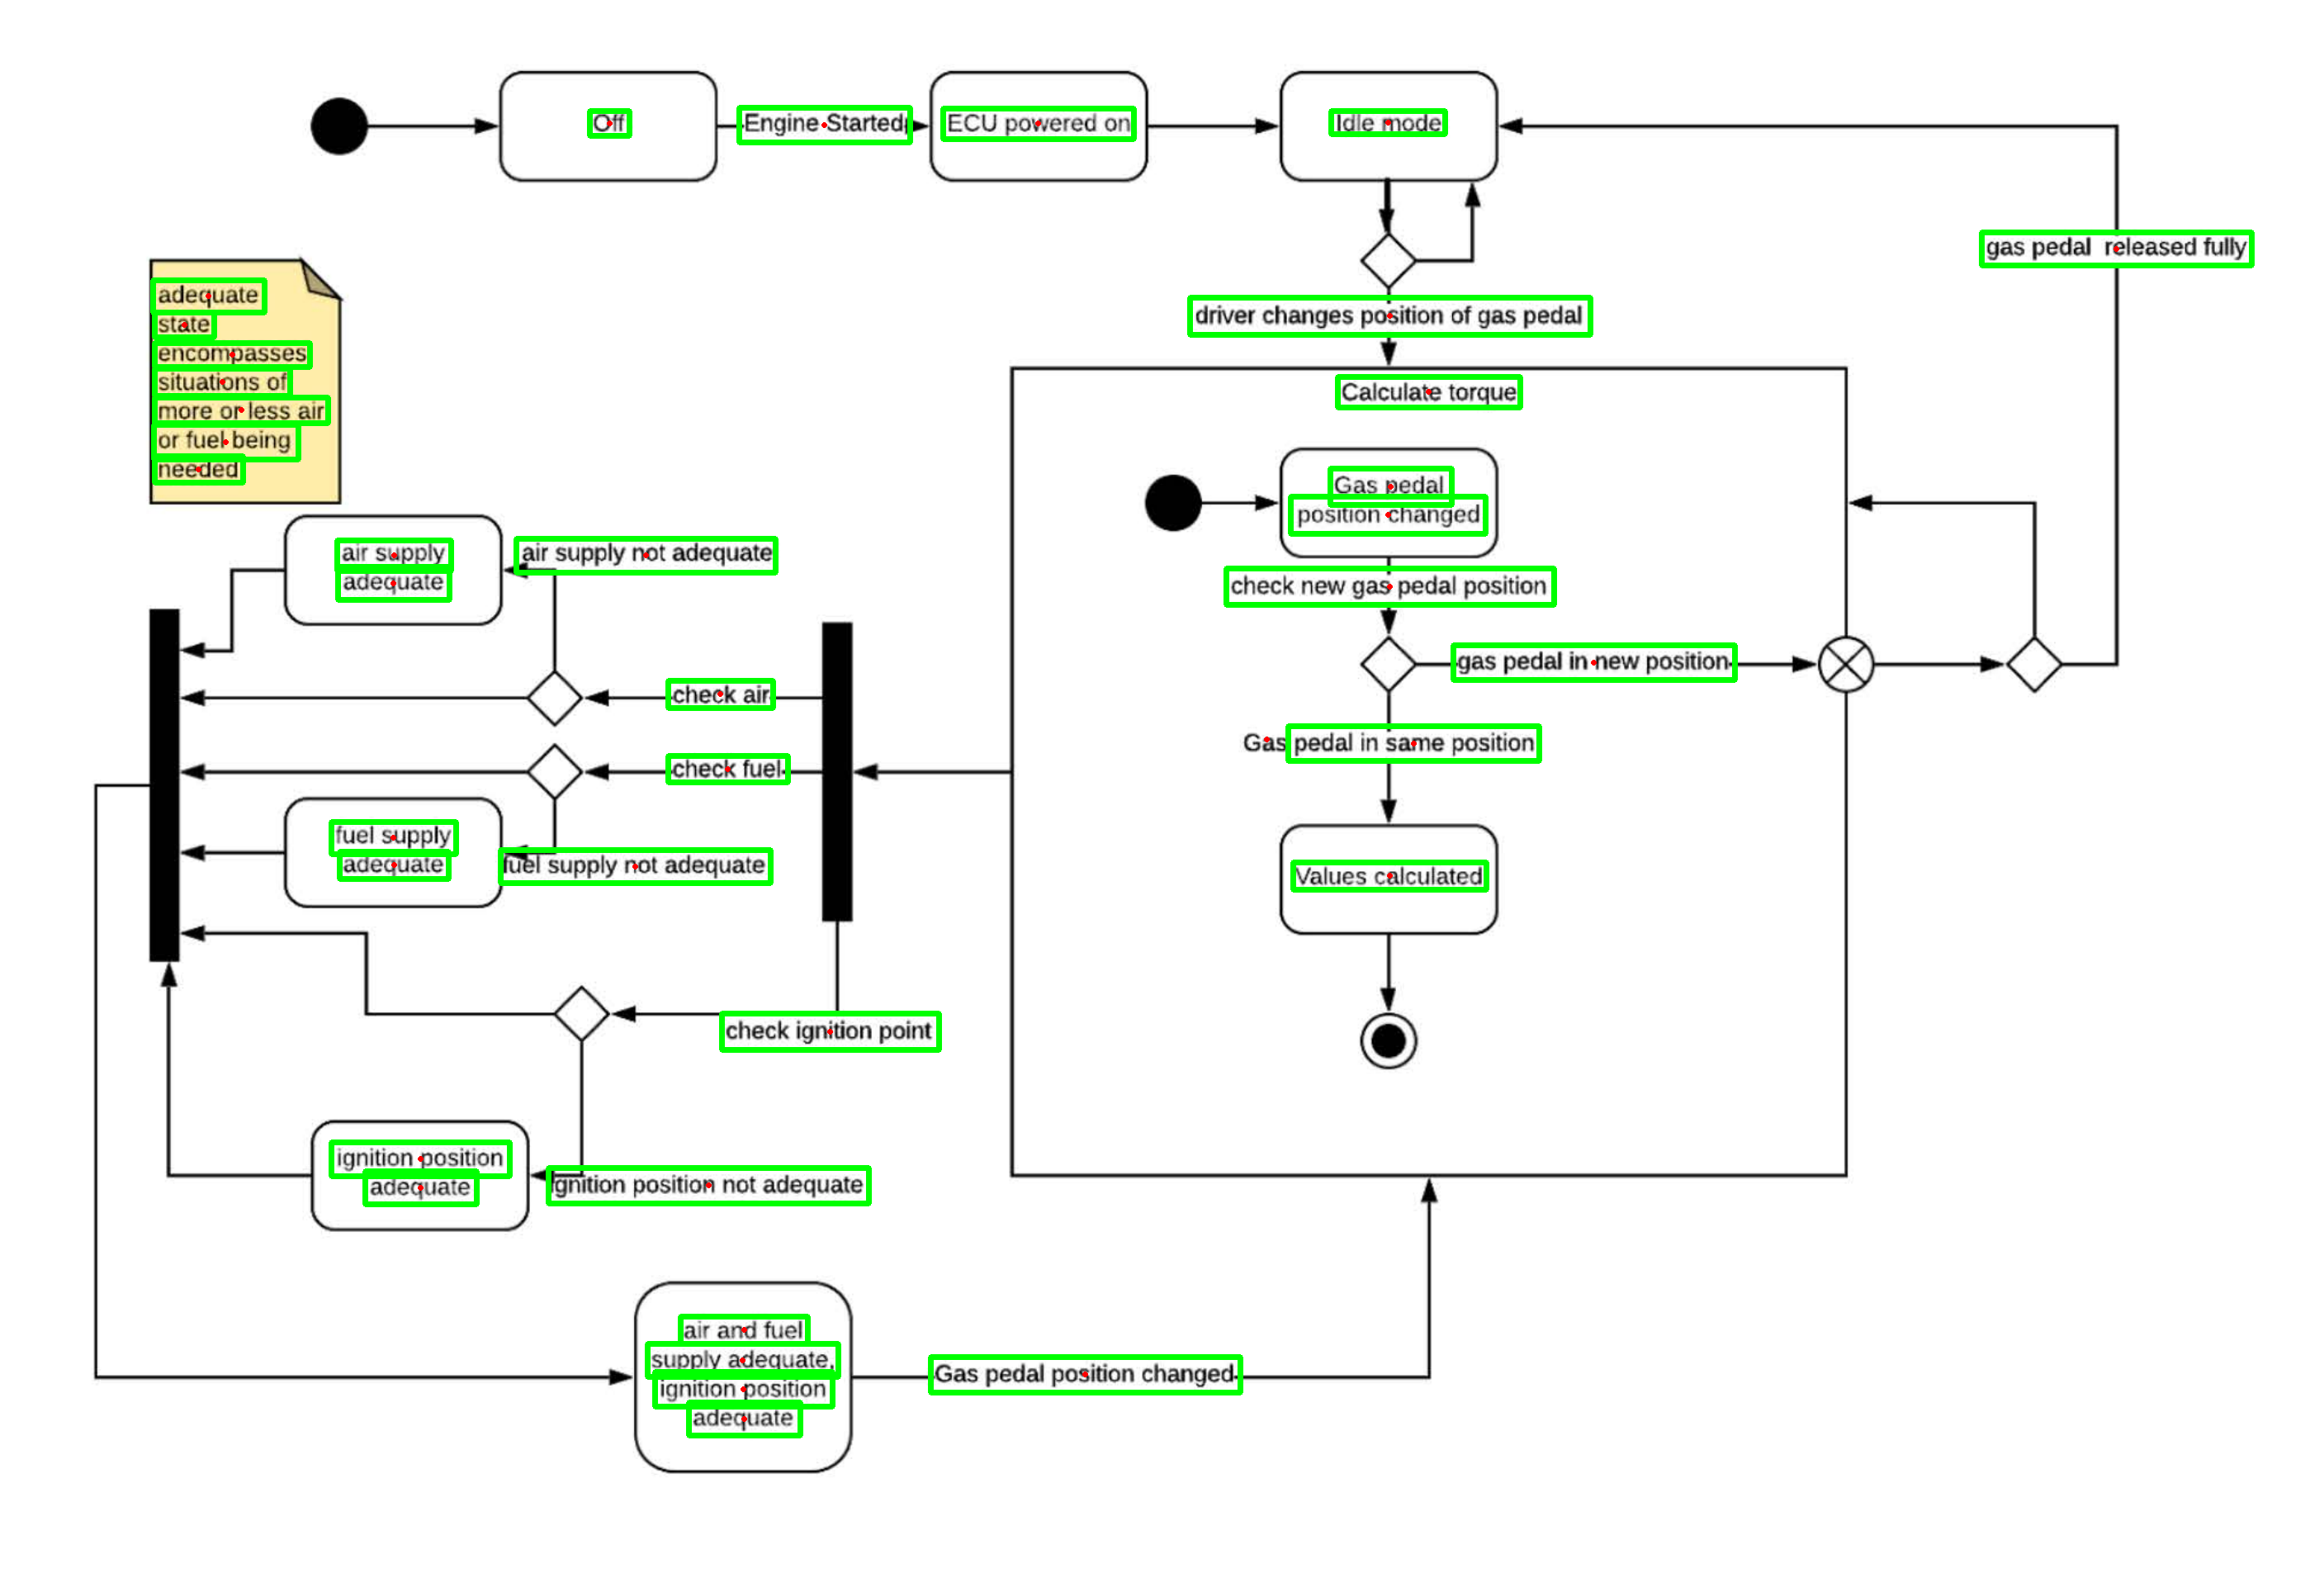 Off
Engine Started
ECU powered on
Idle mode
gas pedal  released fully
driver changes position of gas pedal
adequate
state
encompasses
situations of
more or less air
or fuel being
needed
Calculate torque
Gas pedal
position changed
check new gas pedal position
gas pedal in new position
Gas pedal in same position
Values calculated
air supply
adequate
air supply not adequate
check air
check fuel
fuel supply
adequate
fuel supply not adequate
check ignition point
ignition position
adequate
ignition position not adequate
air and fuel
supply adequate,
ignition position
adequate
Gas pedal position changed